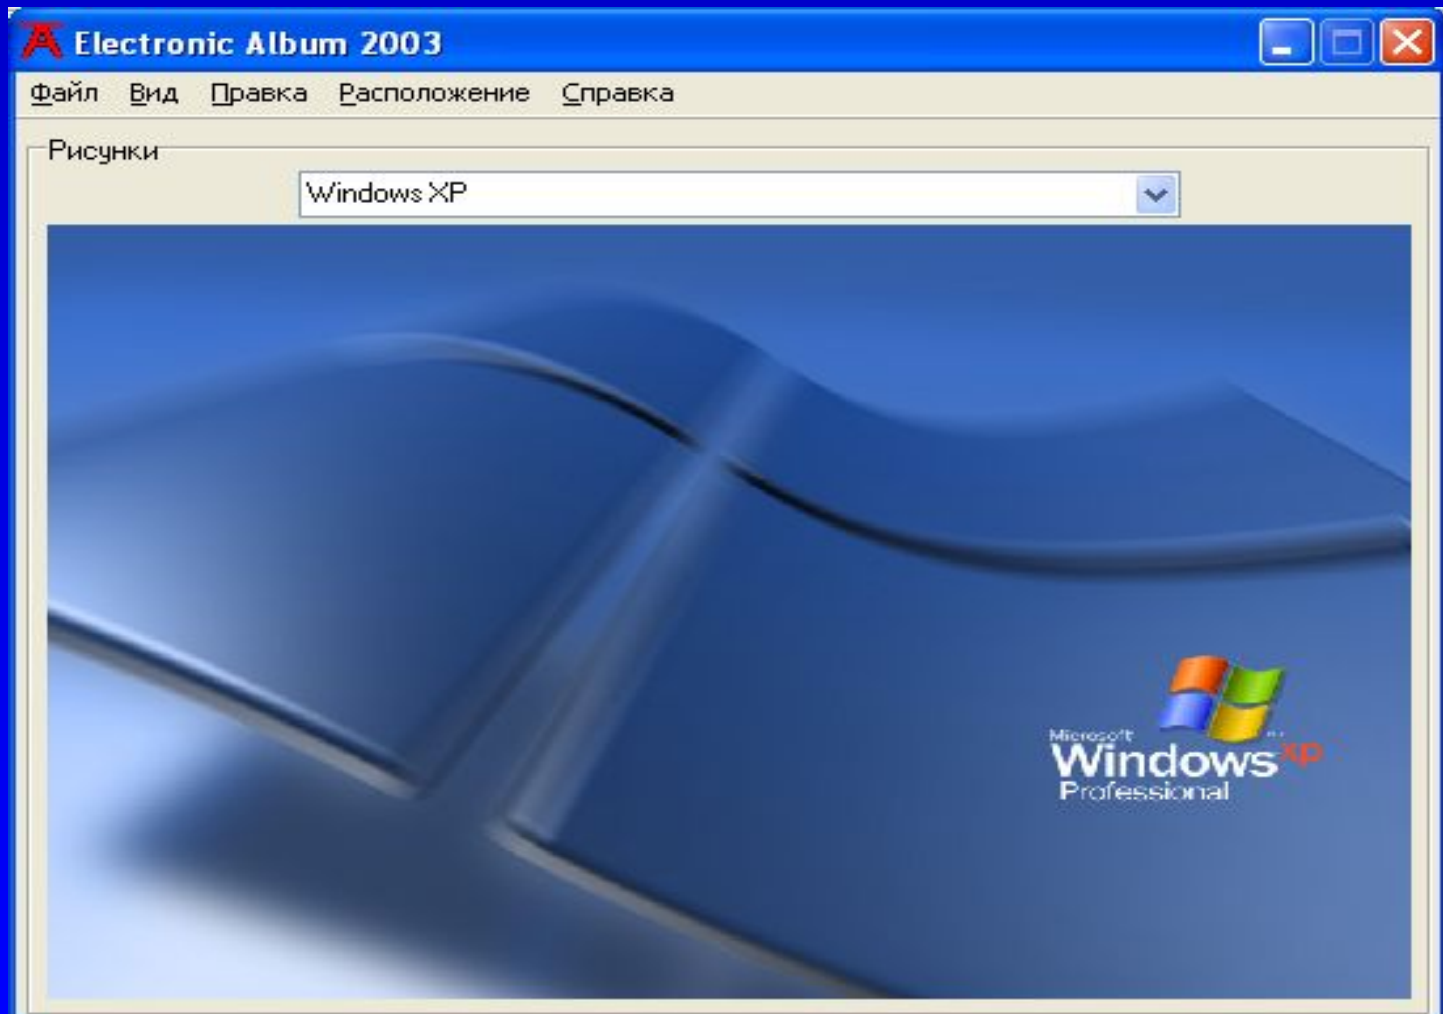 Electronic Album 2003
Файл Вид Правка Расположение Справка
Рисунки
Windows XP
Microsoft
Windows xp
Professional